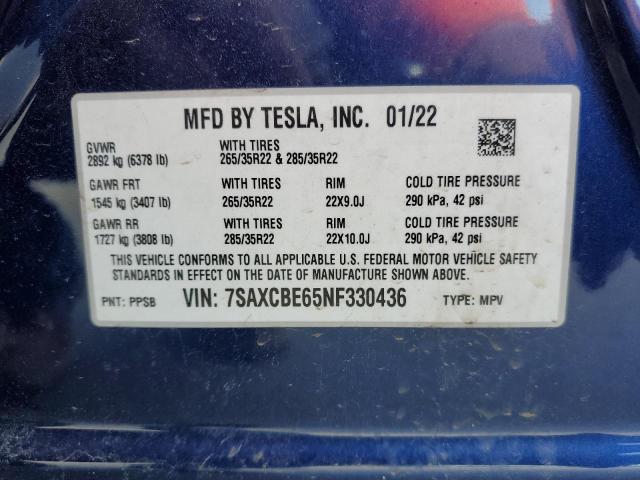 MFD BY TESLA, INC. 01/22
GVWR WITH TIRES
2892 kg (6378 lb) 265/35R22 & 285/35R22
GAWR FRT WITH TIRES RIM COLD TIRE PRESSURE
1545 kg (3407 lb) 265/35R22 22X9.0J 290 kPa, 42 psi
GAWR RR WITH TIRES RIM COLD TIRE PRESSURE
1727 kg (3808 lb) 285/35R22 22X10.0J 290 kPa, 42 psi
THIS VEHICLE CONFORMS TO ALL APPLICABLE U.S. FEDERAL MOTOR VEHICLE SAFETY
STANDARDS IN EFFECT ON THE DATE OF MANUFACTURE SHOWN ABOVE.
PNT: PPSB VIN: 7SAXCBE65NF330436 TYPE: MPV